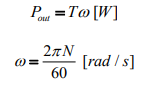 P_out = Tω [W]
ω = 2πN/60 [rad / s]